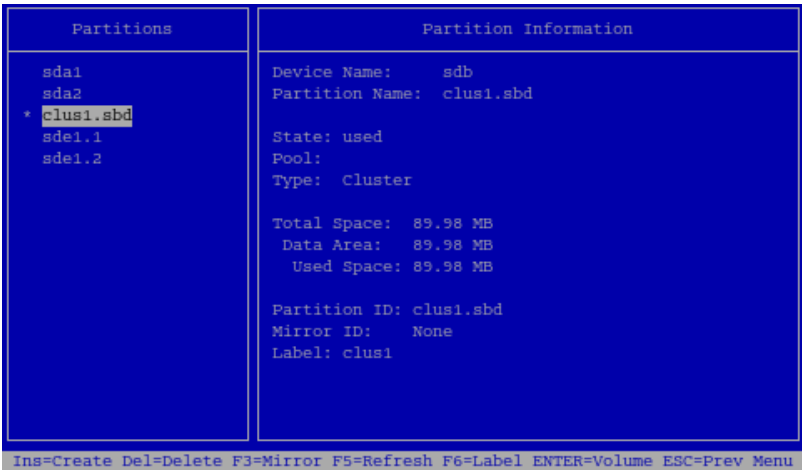 Partitions
sda1
sda2
* clus1.sbd
sde1.1
sde1.2
Partition Information
Device Name: sdb
Partition Name: clus1.sbd
State: used
Pool:
Type: Cluster
Total Space: 89.98 MB
Data Area: 89.98 MB
Used Space: 89.98 MB
Partition ID: clus1.sbd
Mirror ID: None
Label: clus1
Ins=Create Del=Delete F3=Mirror F5=Refresh F6=Label ENTER=Volume ESC=Prev Menu